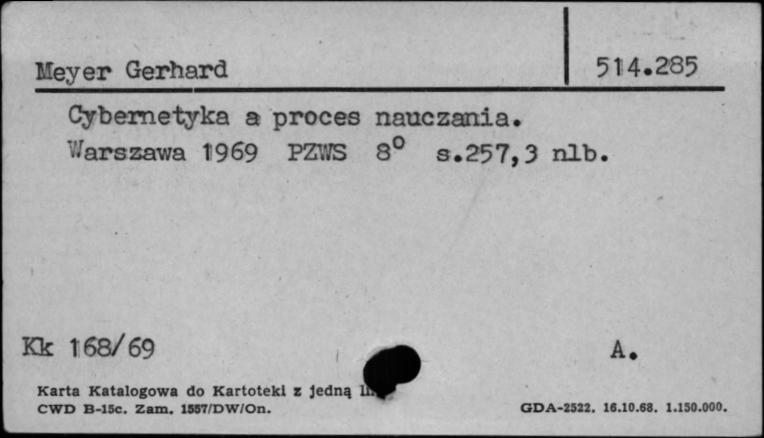 Meyer Gerhard 514.285
Cybernetyka a proces nauczania.
Warszawa 1969 PZWS 8° s.257,3 nlb.
Kk 168/69 A.
Karta Katalogowa do Kartoteki z jedną
CWD B-15c. Zam. 1557/DW/On. GDA-2522. 16.10.68. 1.150.000.